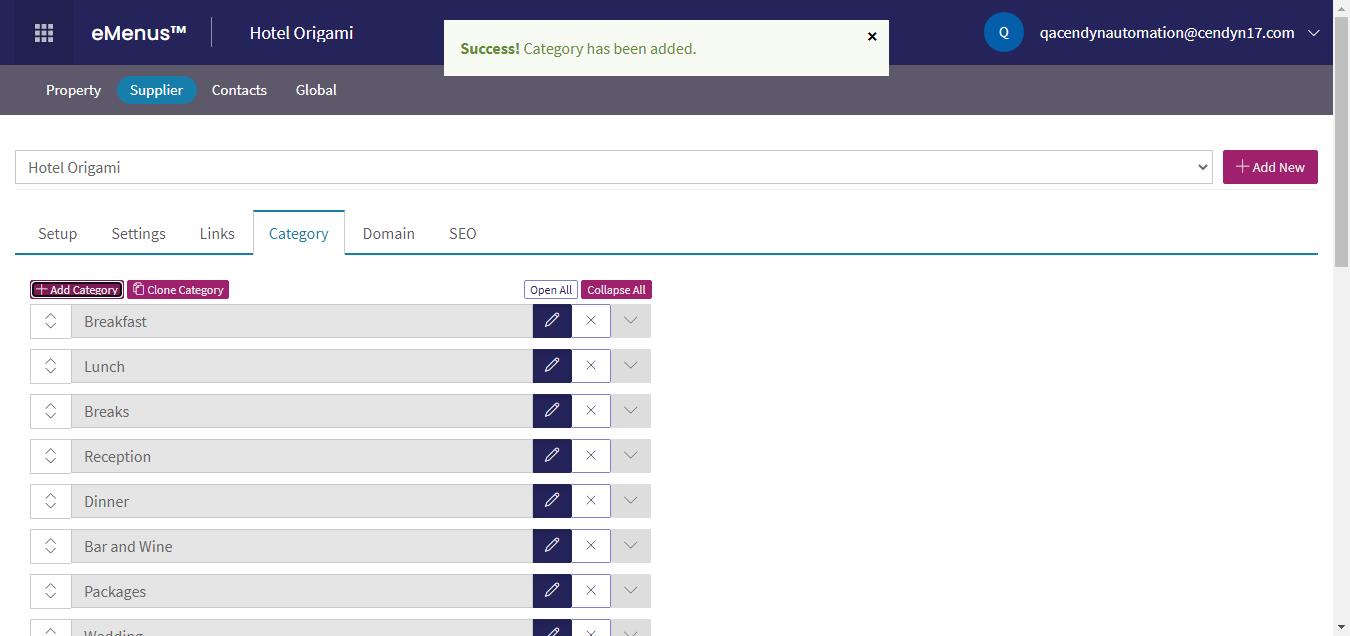 eMenus™
Hotel Origami
Success! Category has been added.
×
Q
qacendynautomation@cendyn17.com
Property
Supplier
Contacts
Global
Hotel Origami
Add New
Setup
Settings
Links
Category
Domain
SEO
Add Category
Clone Category
Open All
Collapse All
Breakfast
Lunch
Breaks
Reception
Dinner
Bar and Wine
Packages
Wedding